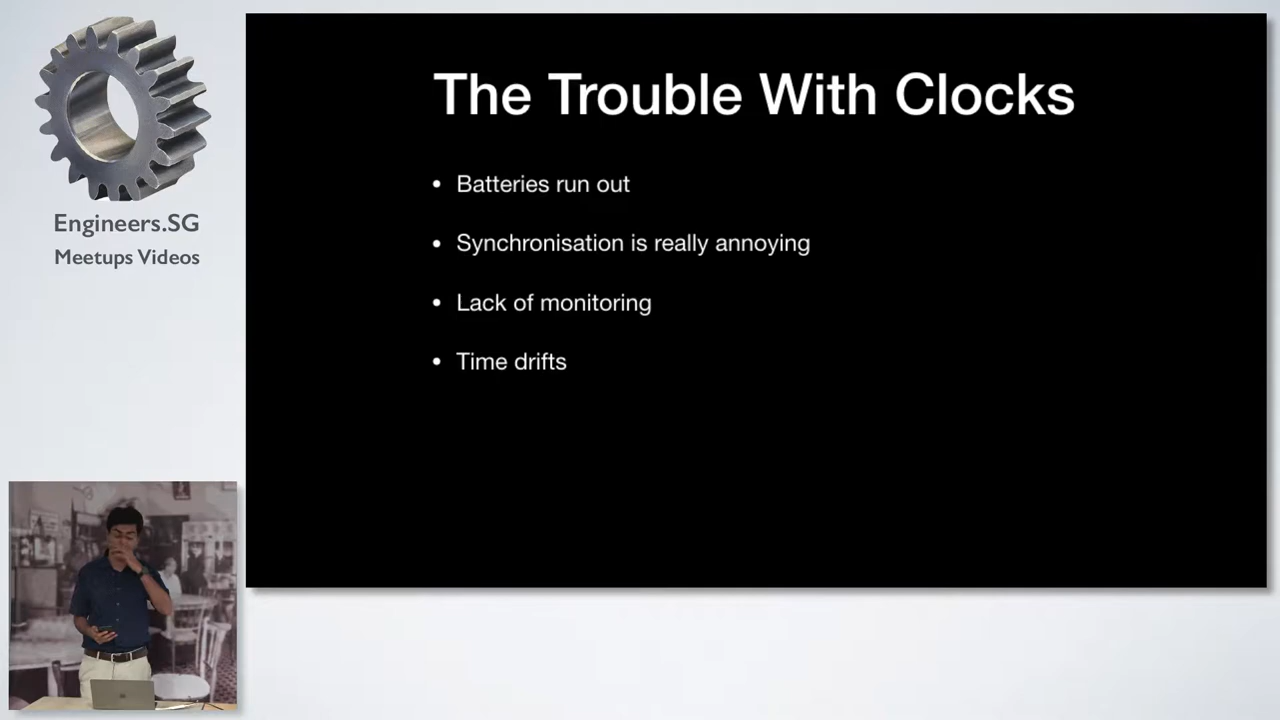 Engineers.SG
Meetups Videos
The Trouble With Clocks
• Batteries run out
• Synchronisation is really annoying
• Lack of monitoring
• Time drifts